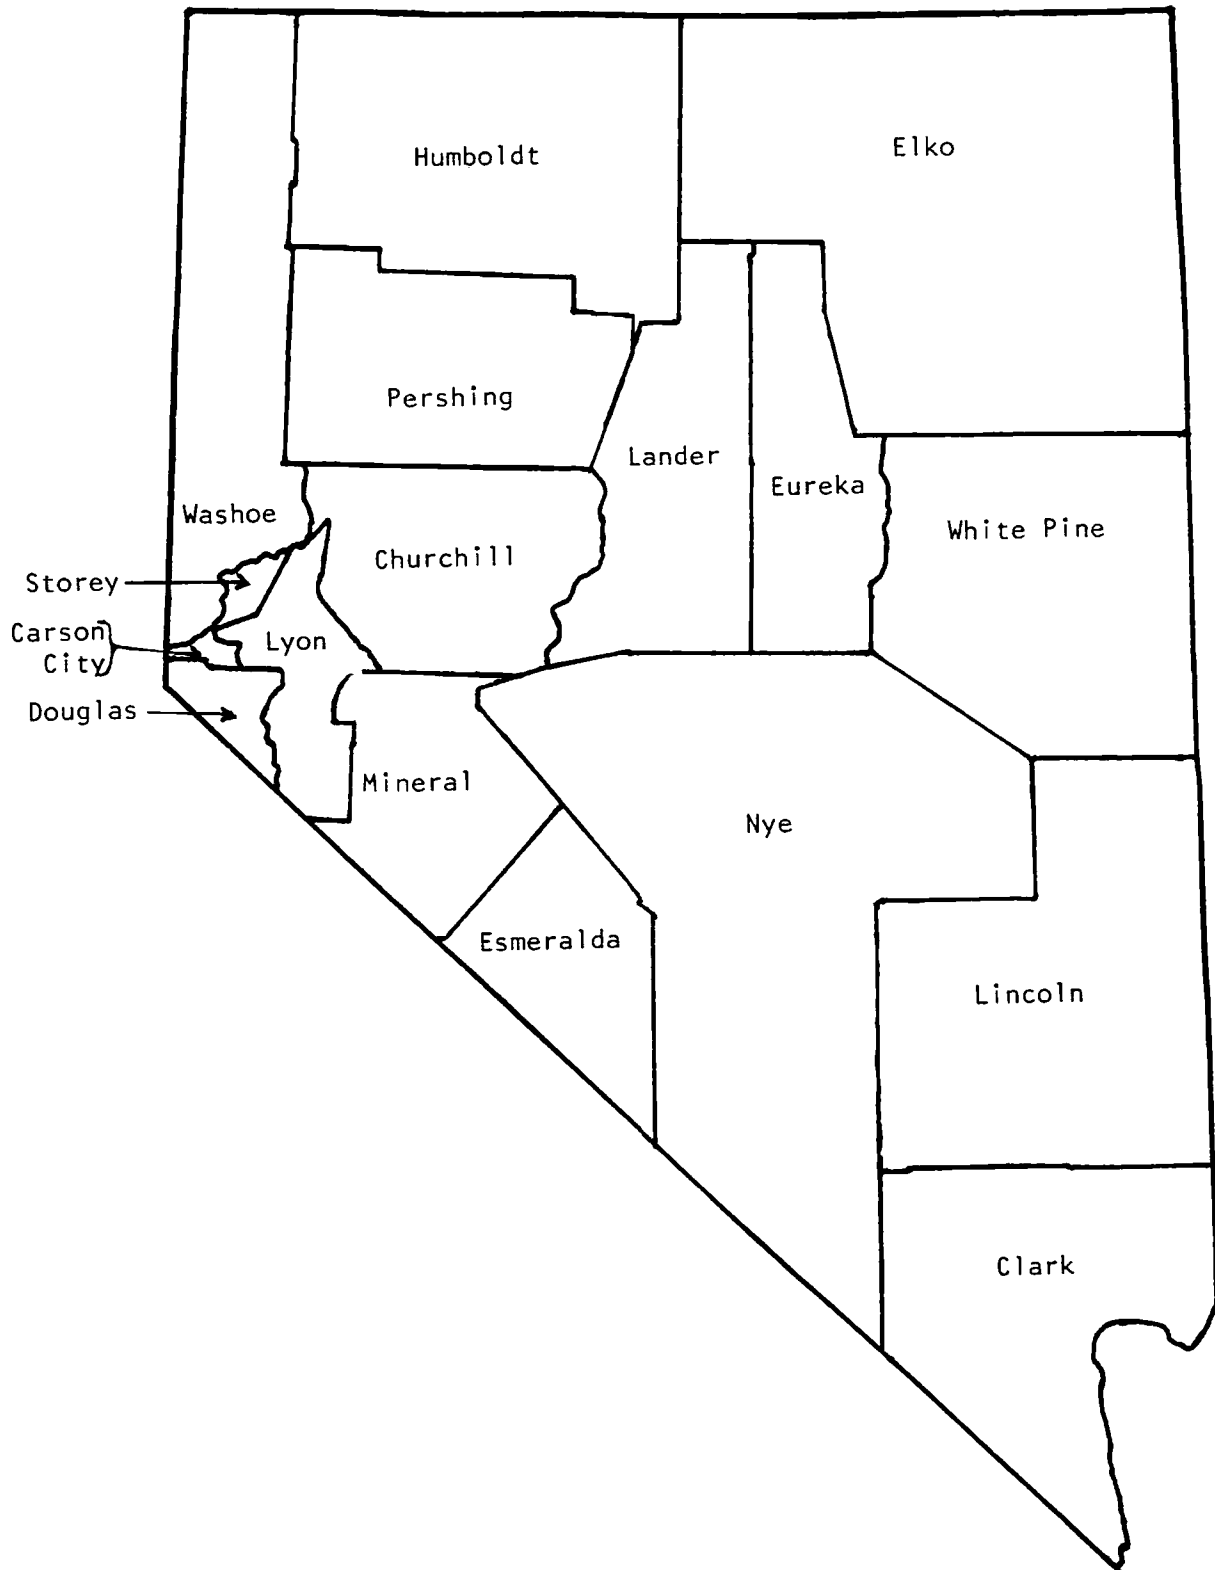 Humboldt
Elko
Pershing
Lander
Eureka
Washoe
White Pine
Churchill
Storey
Carson
City
Lyon
Douglas
Mineral
Nye
Esmeralda
Lincoln
Clark